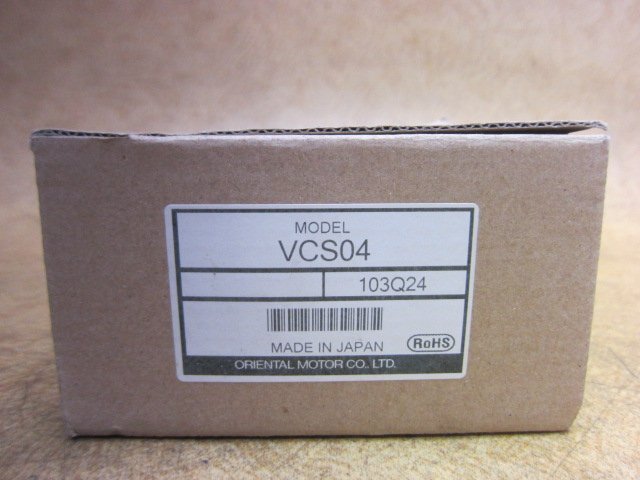 MODEL
VCS04
103Q24
MADE IN JAPAN
RoHS
ORIENTAL MOTOR CO., LTD.